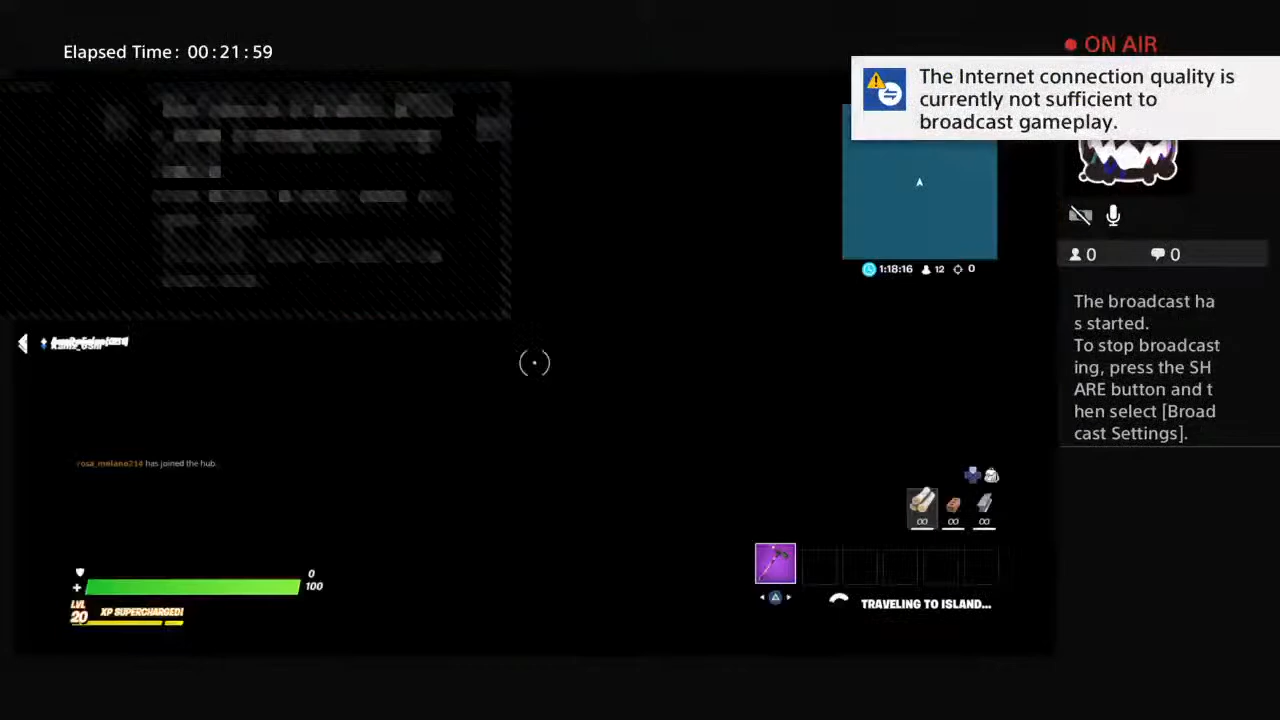 Elapsed Time: 00:21:59
ON AIR
The Internet connection quality is
currently not sufficient to
broadcast gameplay.
1:18:16 12 0
0 0
The broadcast ha
s started.
To stop broadcast
ing, press the SH
ARE button and t
hen select [Broad
cast Settings].
rosa_melano214 has joined the hub.
∞ ∞ ∞
0
100
LVL
20 XP SUPERCHARGED!
TRAVELING TO ISLAND...